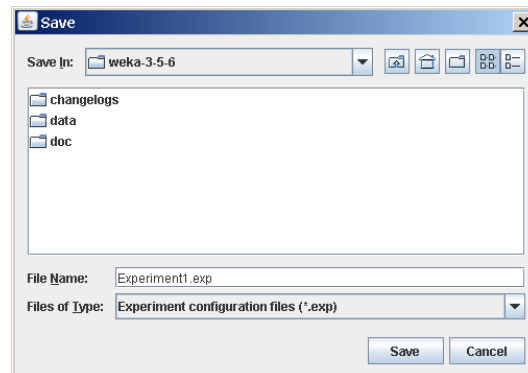 Save
Save In: weka-3-5-6
changelogs
data
doc
File Name: Experiment1.exp
Files of Type: Experiment configuration files (*.exp)
Save Cancel